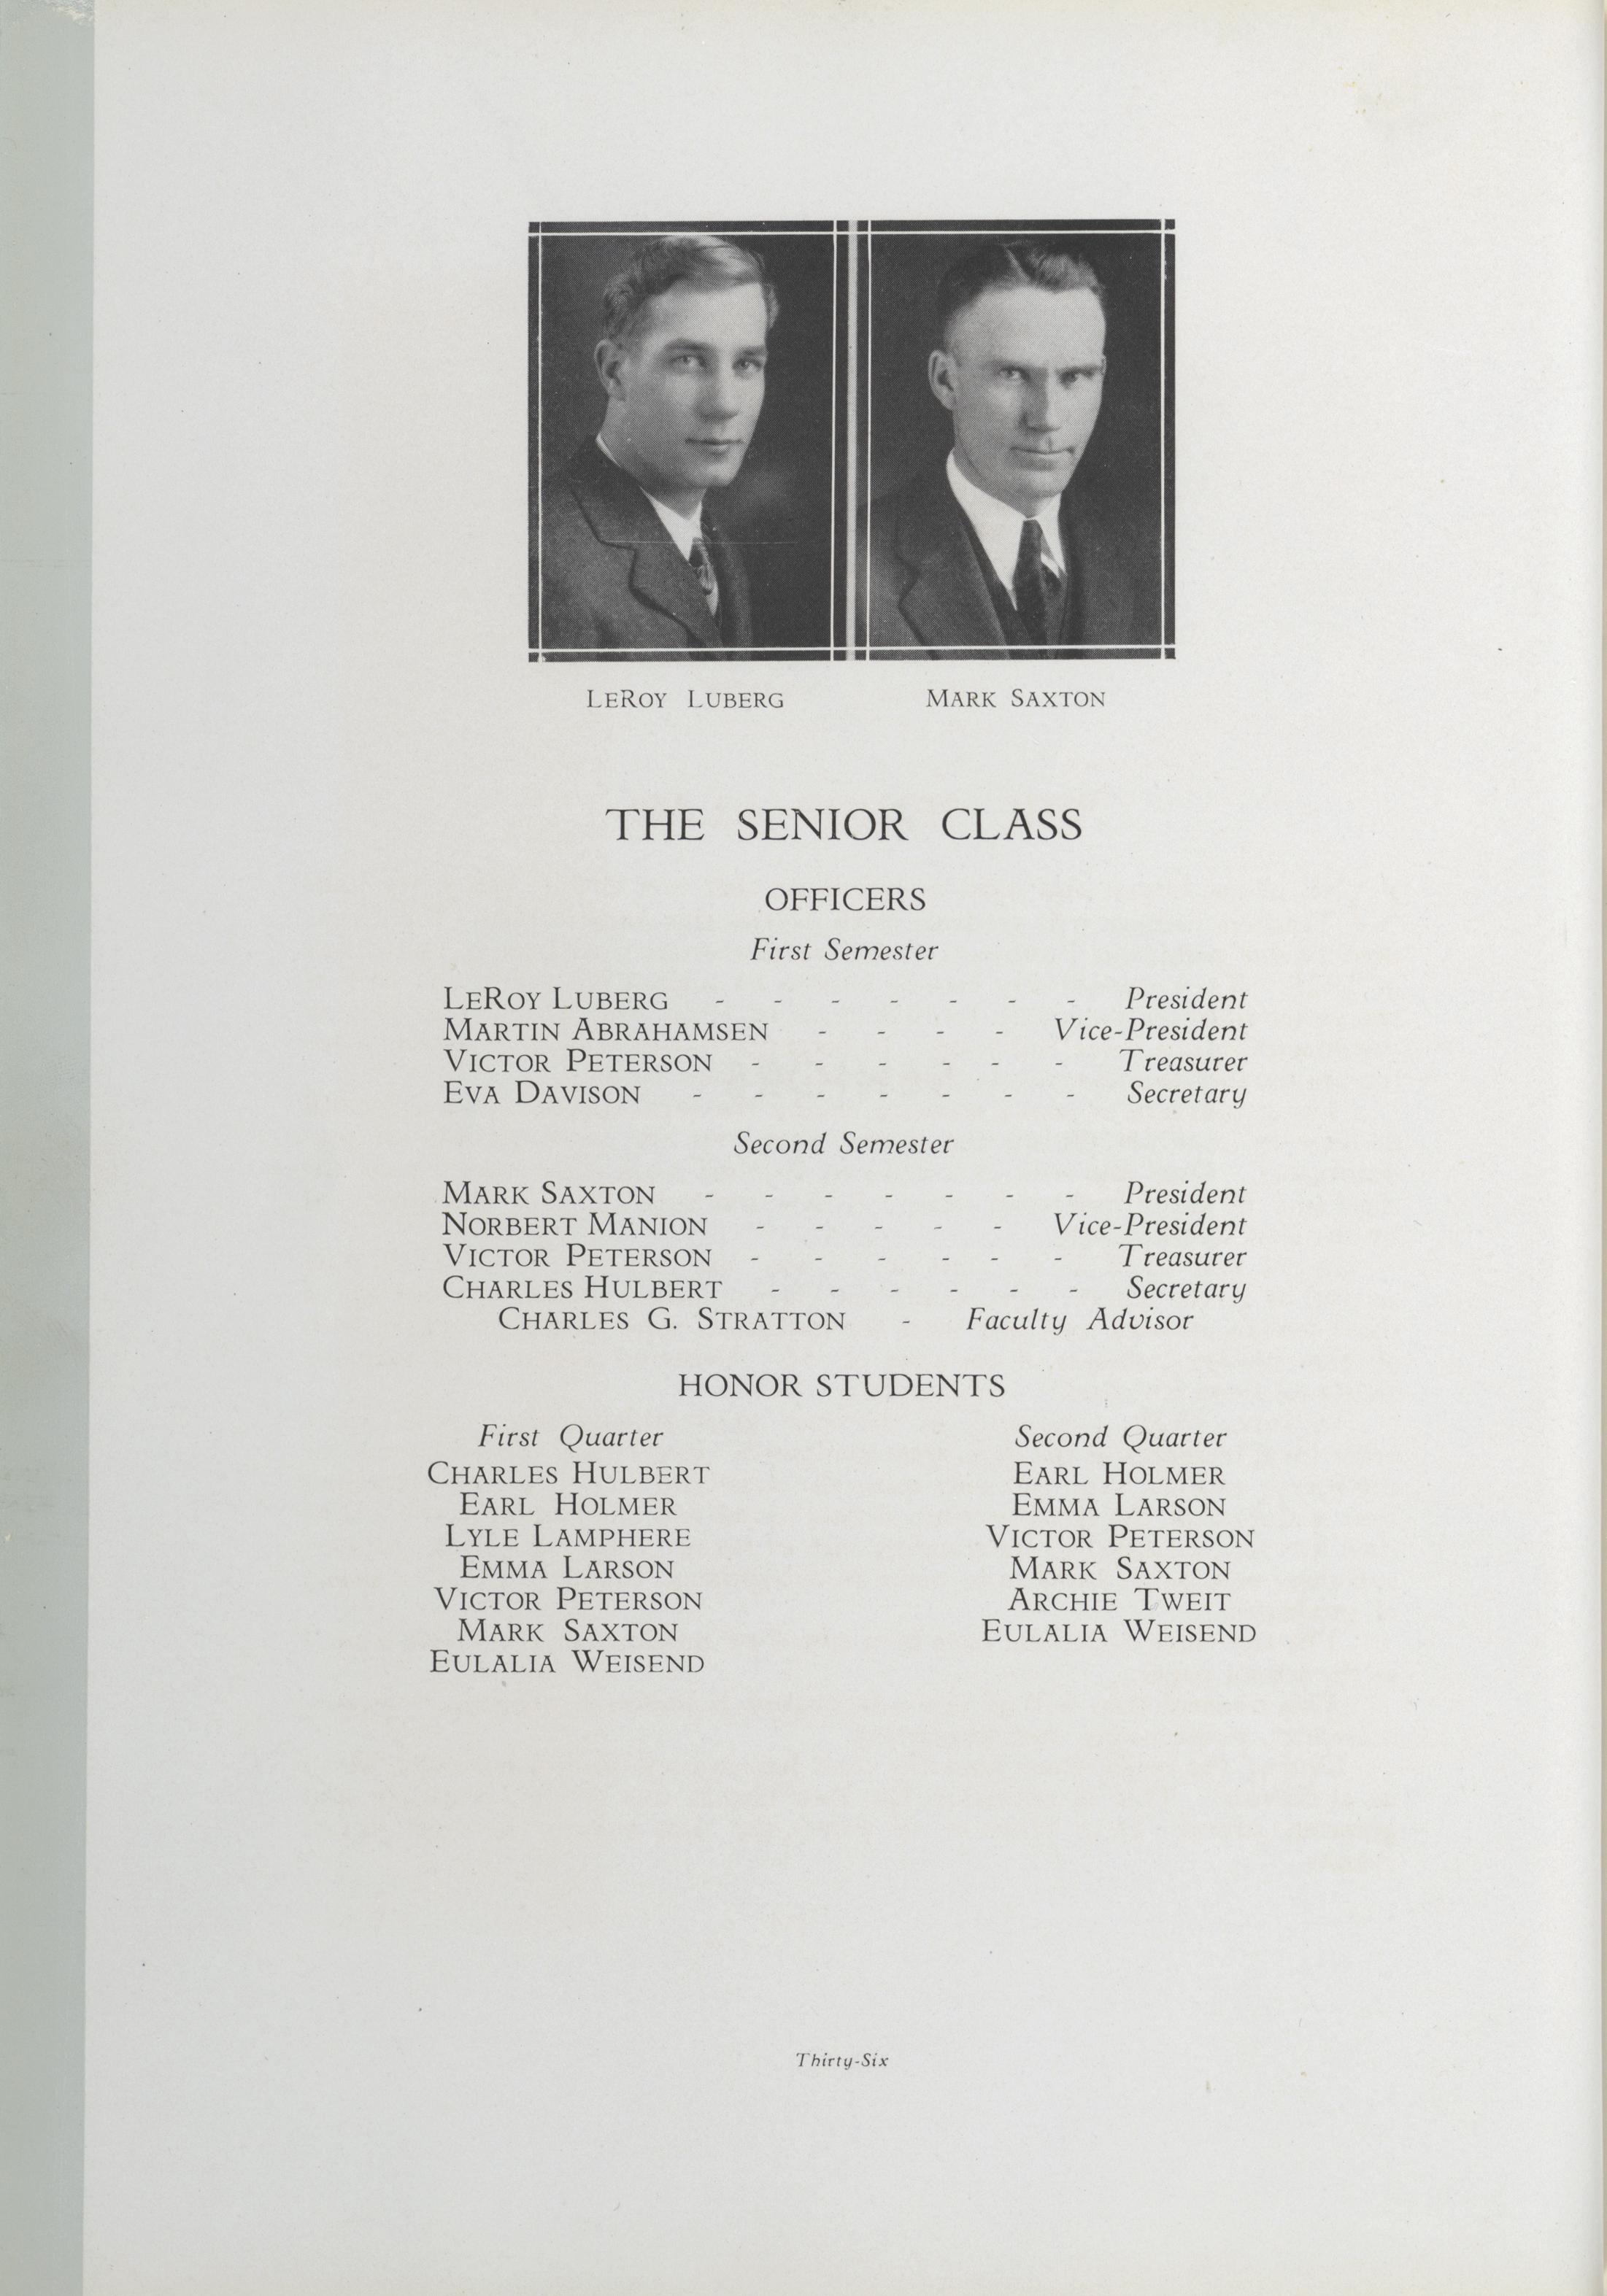 LeRoy Luberg
Mark Saxton
THE SENIOR CLASS
OFFICERS
First Semester
LeRoy Luberg - - - - - - - President
Martin Abrahamsen - - - - Vice-President
Victor Peterson - - - - - - Treasurer
Eva Davison - - - - - - - Secretary
Second Semester
Mark Saxton - - - - - - - President
Norbert Manion - - - - - Vice-President
Victor Peterson - - - - - - Treasurer
Charles Hulbert - - - - - - Secretary
Charles G. Stratton - Faculty Advisor
HONOR STUDENTS
First Quarter
Charles Hulbert
Earl Holmer
Lyle Lamphere
Emma Larson
Victor Peterson
Mark Saxton
Eulalia Weisend
Second Quarter
Earl Holmer
Emma Larson
Victor Peterson
Mark Saxton
Archie Tweit
Eulalia Weisend
Thirty-Six